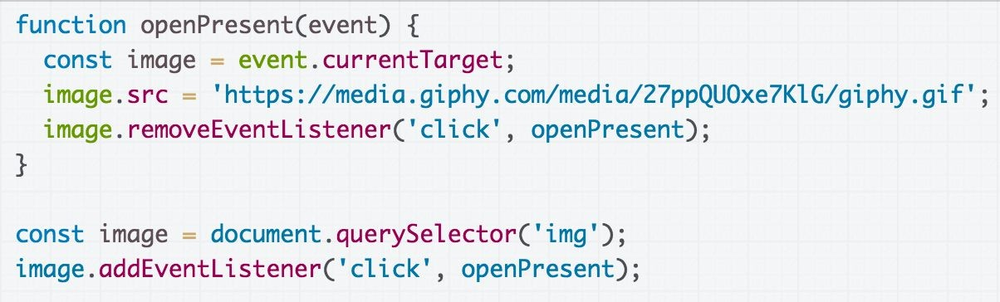 function openPresent(event) {
  const image = event.currentTarget;
  image.src = 'https://media.giphy.com/media/27ppQUOxe7KlG/giphy.gif';
  image.removeEventListener('click', openPresent);
}

const image = document.querySelector('img');
image.addEventListener('click', openPresent);